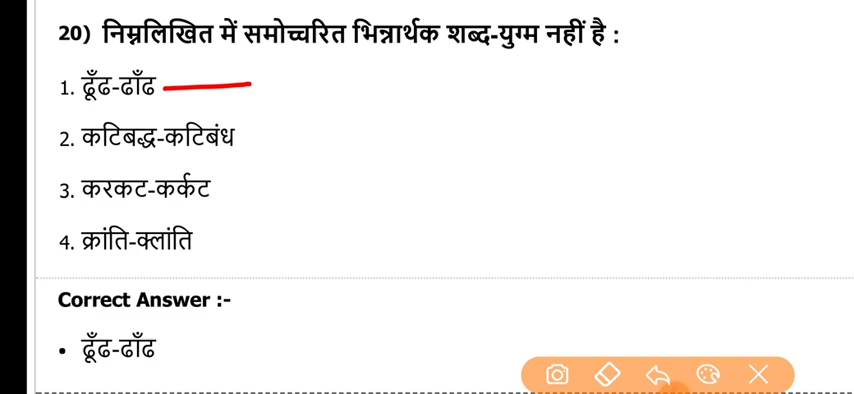 20) निम्नलिखित में समोच्चरित भिन्नार्थक शब्द-युग्म नहीं है :
1. ढूँढ-ढाँढ
2. कटिबद्ध-कटिबंध
3. करकट-कर्कट
4. क्रांति-क्लांति
Correct Answer :-
• ढूँढ-ढाँढ